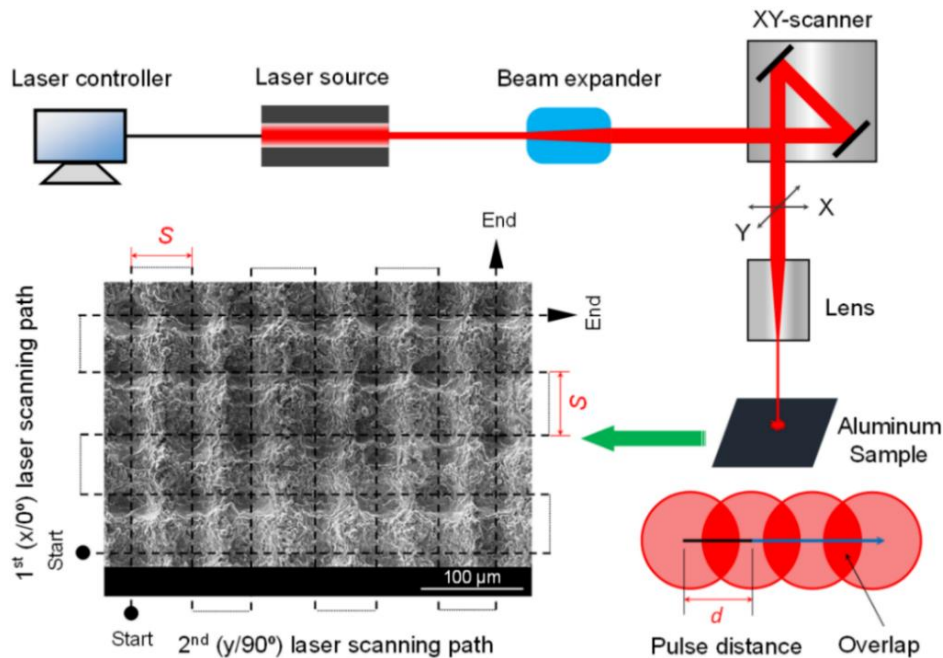 XY-scanner
Laser controller
Laser source
Beam expander
X
Y
End
S
End
Lens
S
1st (x/0º) laser scanning path
Start
Aluminum
Sample
100 µm
d
Start
2nd (y/90º) laser scanning path
Pulse distance
Overlap